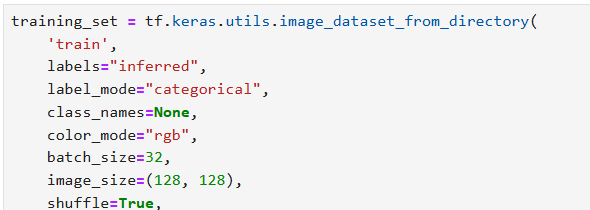 training_set = tf.keras.utils.image_dataset_from_directory(
    'train',
    labels="inferred",
    label_mode="categorical",
    class_names=None,
    color_mode="rgb",
    batch_size=32,
    image_size=(128, 128),
    shuffle=True,